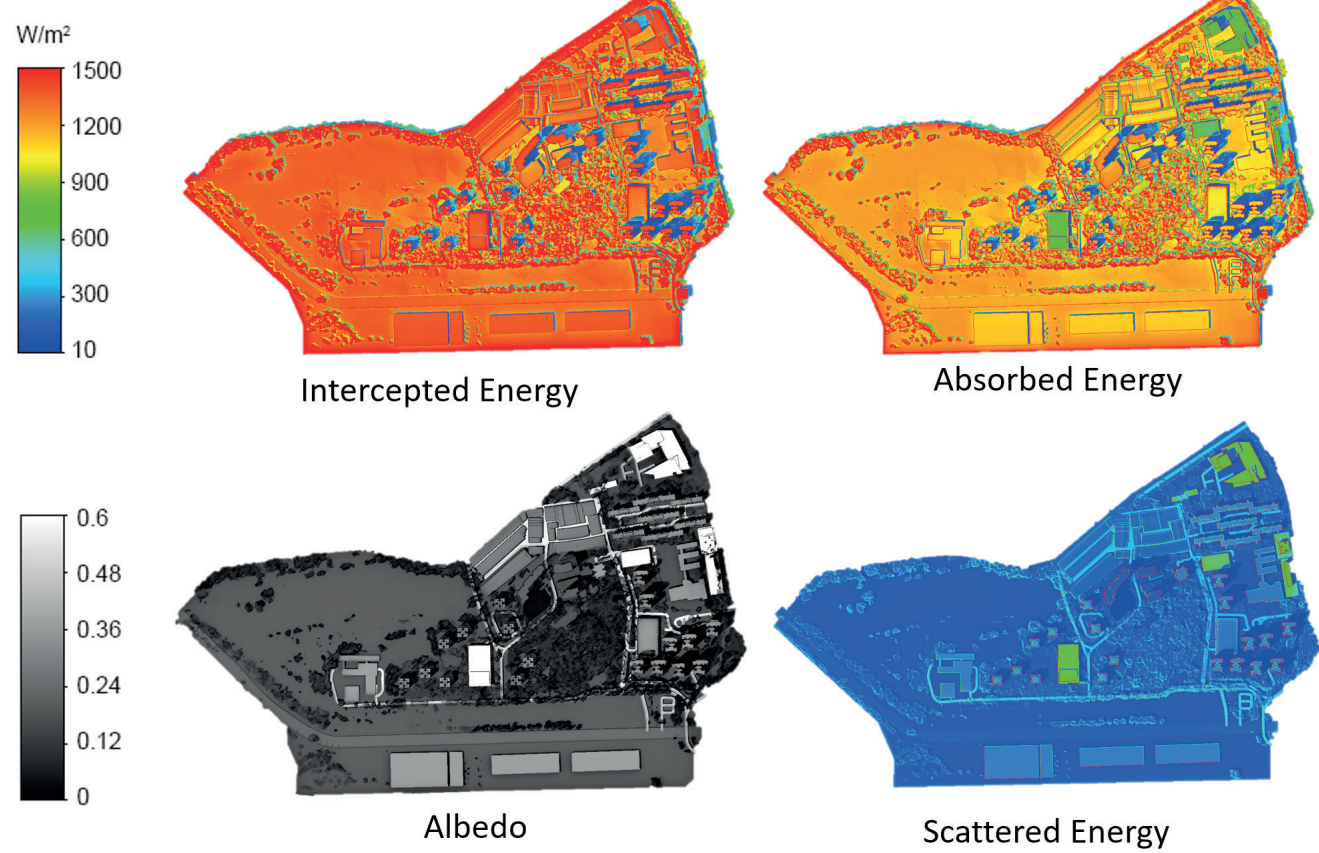 W/m²
1500
1200
900
600
300
10
Intercepted Energy
Absorbed Energy
0.6
0.48
0.36
0.24
0.12
0
Albedo
Scattered Energy